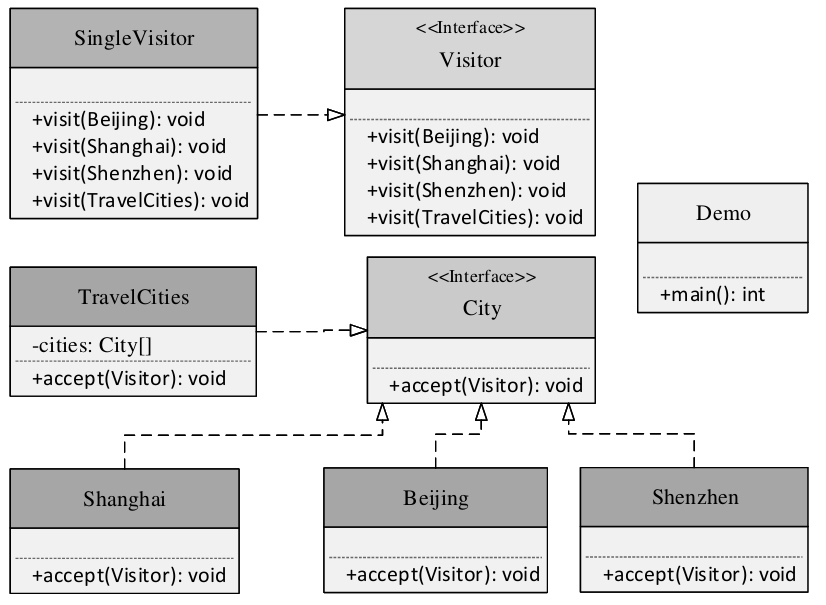 SingleVisitor
+visit(Beijing): void
+visit(Shanghai): void
+visit(Shenzhen): void
+visit(TravelCities): void
<<Interface>>
Visitor
+visit(Beijing): void
+visit(Shanghai): void
+visit(Shenzhen): void
+visit(TravelCities): void
Demo
+main(): int
TravelCities
-cities: City[]
+accept(Visitor): void
<<Interface>>
City
+accept(Visitor): void
Shanghai
+accept(Visitor): void
Beijing
+accept(Visitor): void
Shenzhen
+accept(Visitor): void